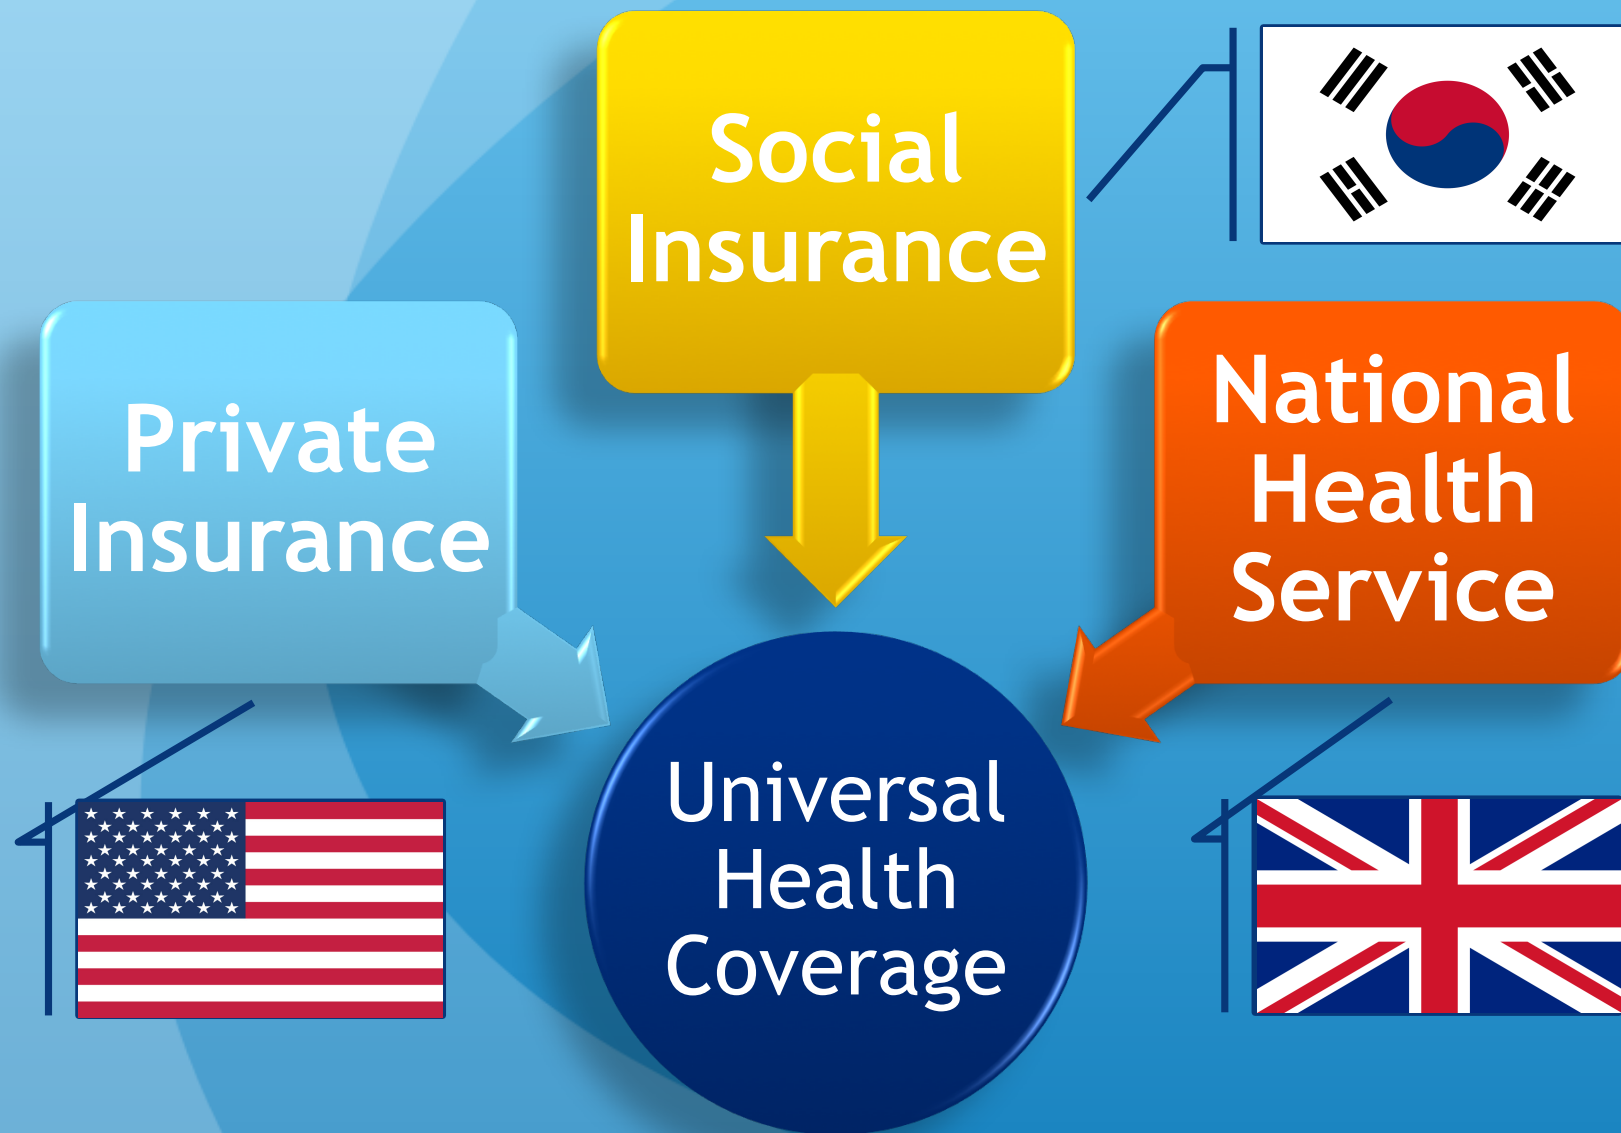 Social
Insurance
Private
Insurance
National
Health
Service
Universal
Health
Coverage